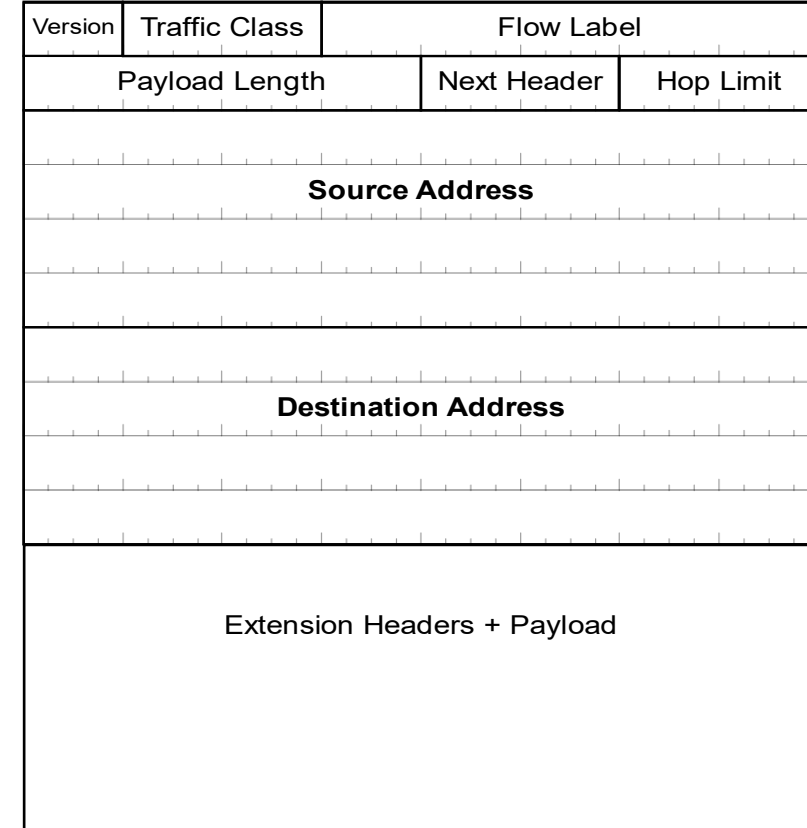 Version Traffic Class Flow Label
Payload Length Next Header Hop Limit
Source Address
Destination Address
Extension Headers + Payload